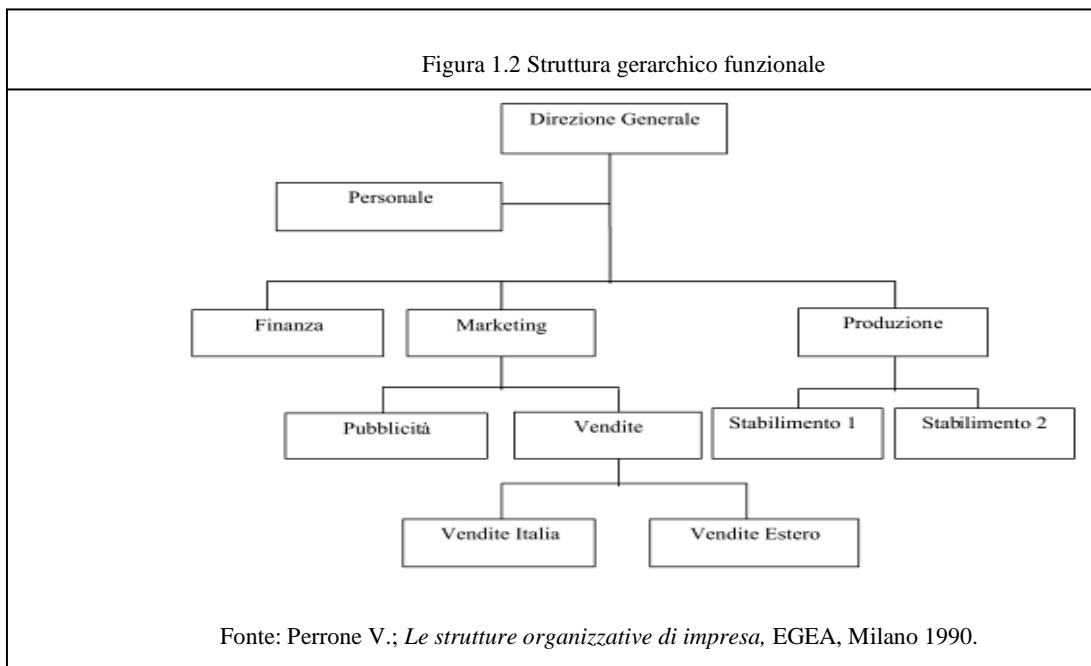 Figura 1.2 Struttura gerarchico funzionale
Direzione Generale
Personale
Finanza
Marketing
Produzione
Pubblicità
Vendite
Stabilimento 1
Stabilimento 2
Vendite Italia
Vendite Estero
Fonte: Perrone V.; Le strutture organizzative di impresa, EGEA, Milano 1990.